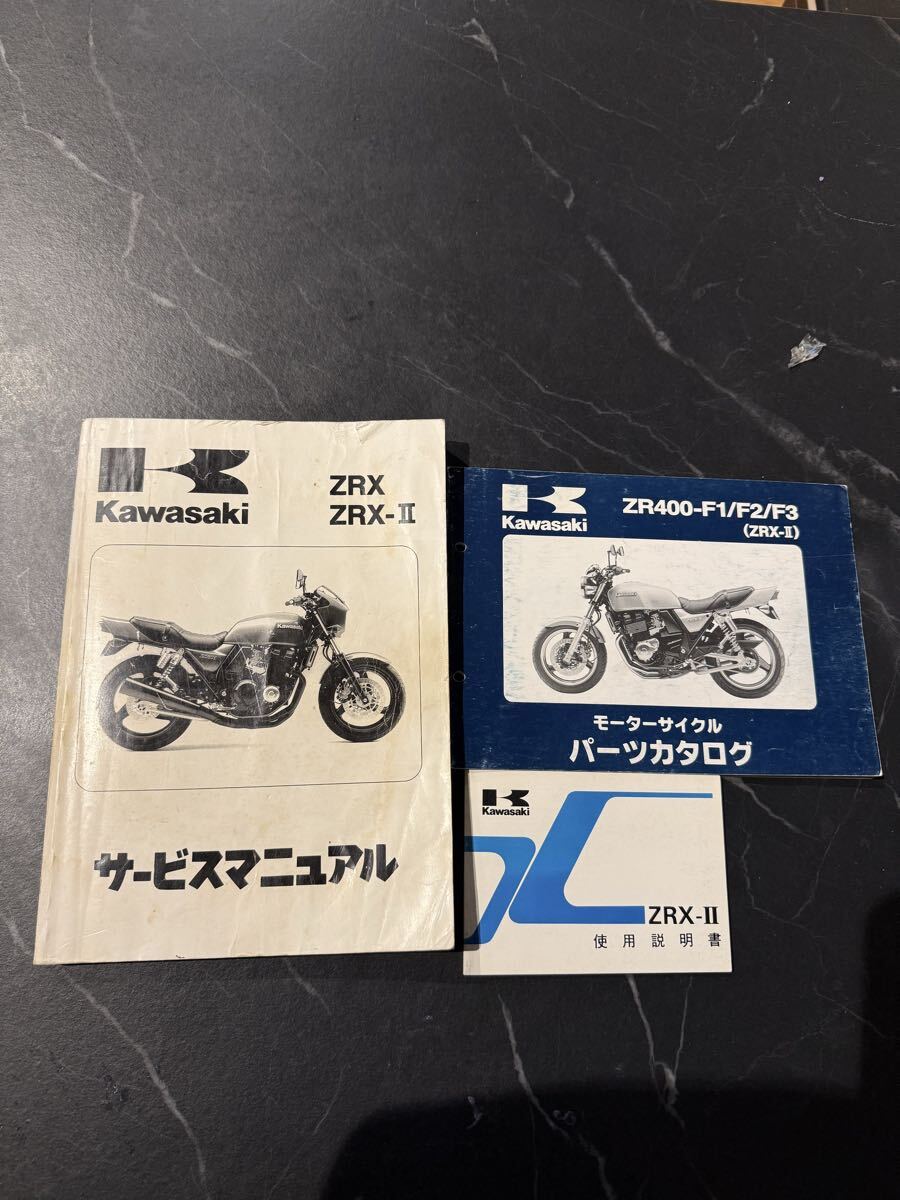 Kawasaki
ZRX
ZRX-II
サービスマニュアル
Kawasaki
ZR400-F1/F2/F3
(ZRX-II)
モーターサイクル
パーツカタログ
Kawasaki
ZRX-II
使用説明書